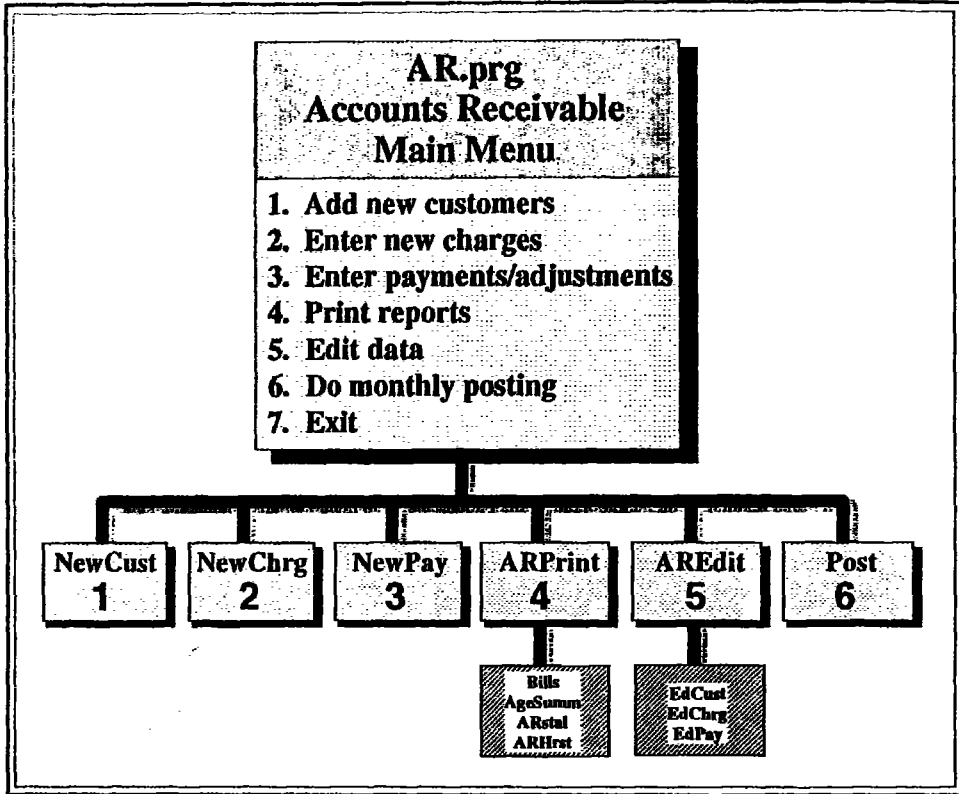 AR.prg
Accounts Receivable
Main Menu
1. Add new customers
2. Enter new charges
3. Enter payments/adjustments
4. Print reports
5. Edit data
6. Do monthly posting
7. Exit
NewCust
1
NewChrg
2
NewPay
3
ARPrint
4
AREdit
5
Post
6
Bills
AgeSumm
ARstal
ARHrst
EdCust
EdChrg
EdPay